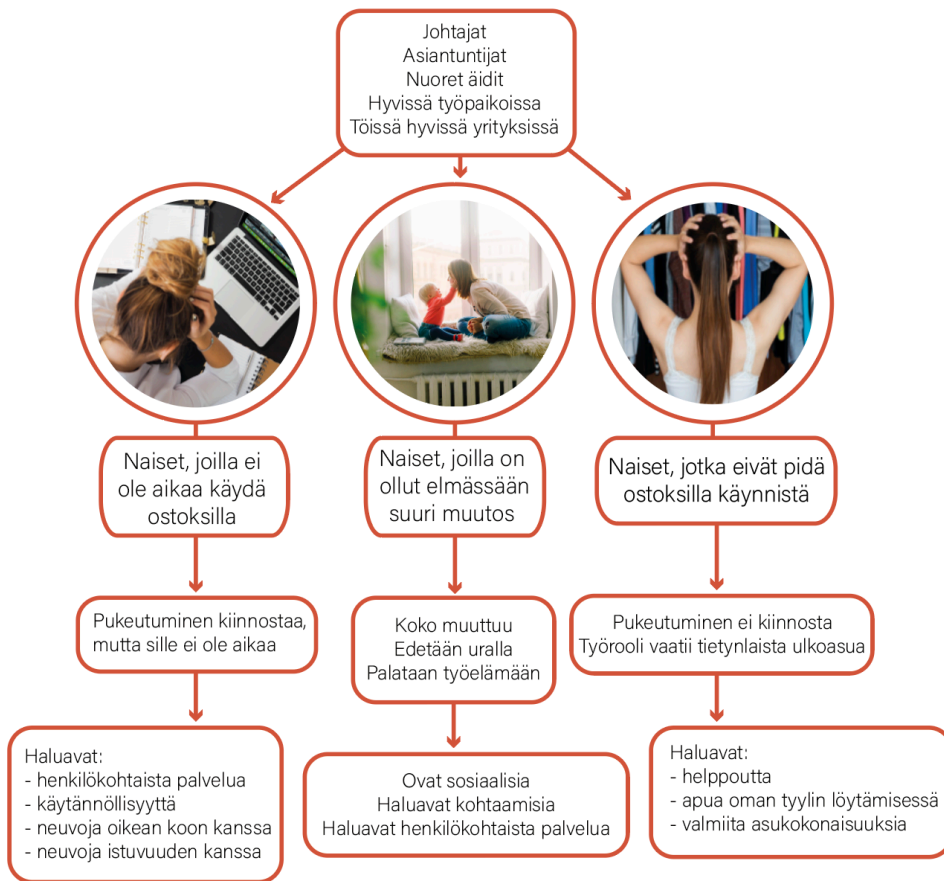 Johtajat
Asiantuntijat
Nuoret äidit
Hyvissä työpaikoissa
Töissä hyvissä yrityksissä
Naiset, joilla ei
ole aikaa käydä
ostoksilla
Naiset, joilla on
ollut elmässään
suuri muutos
Naiset, jotka eivät pidä
ostoksilla käynnistä
Pukeutuminen kiinnostaa,
mutta sille ei ole aikaa
Koko muuttuu
Edetään uralla
Palataan työelämään
Pukeutuminen ei kiinnosta
Työrooli vaatii tietynlaista ulkoasua
Haluavat:
- henkilökohtaista palvelua
- käytännöllisyyttä
- neuvoja oikean koon kanssa
- neuvoja istuvuuden kanssa
Ovat sosiaalisia
Haluavat kohtaamisia
Haluavat henkilökohtaista palvelua
Haluavat:
- helppoutta
- apua oman tyylin löytämisessä
- valmiita asukokonaisuuksia